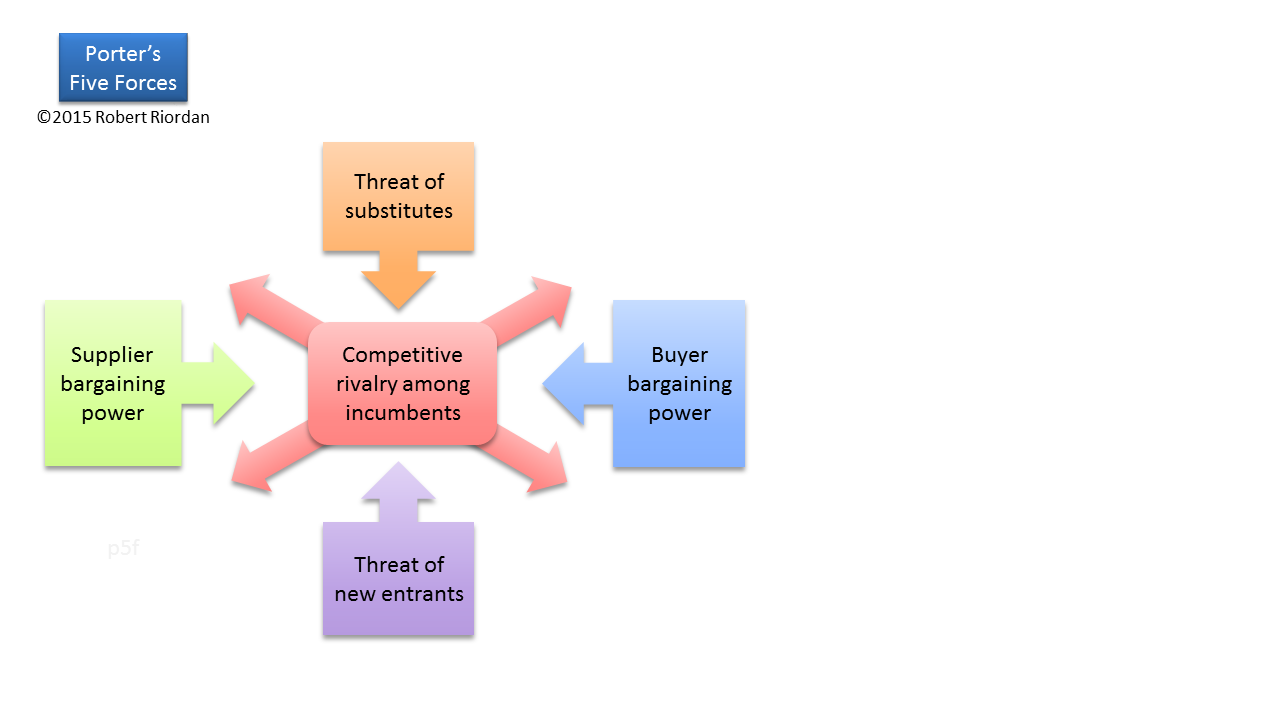 Porter’s
Five Forces
©2015 Robert Riordan
Threat of
substitutes
Supplier
bargaining
power
Competitive
rivalry among
incumbents
Buyer
bargaining
power
p5f
Threat of
new entrants